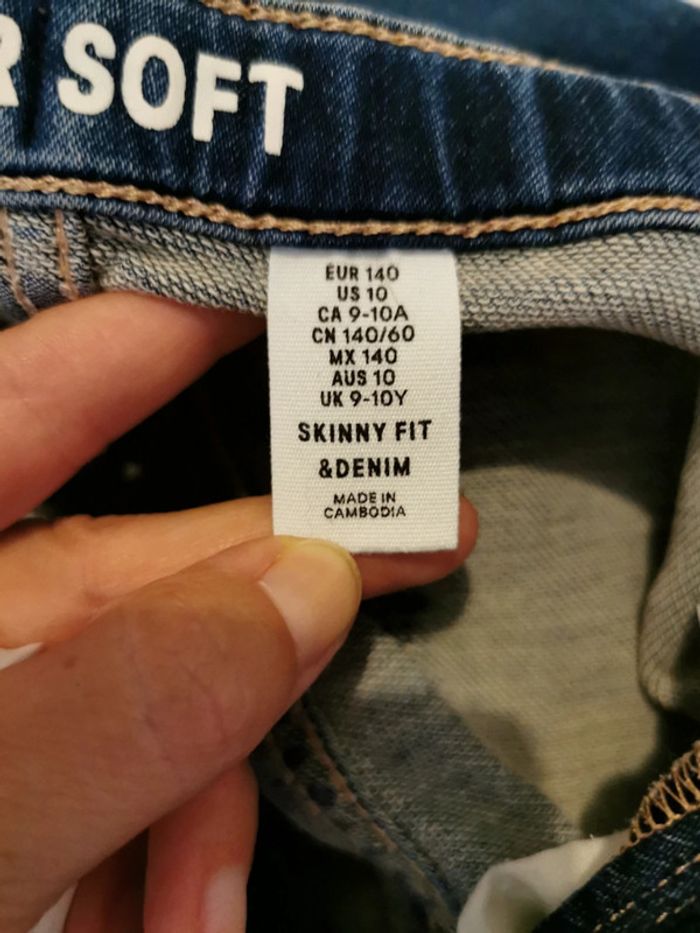 R SOFT
EUR 140
US 10
CA 9-10A
CN 140/60
MX 140
AUS 10
UK 9-10Y
SKINNY FIT
&DENIM
MADE IN
CAMBODIA